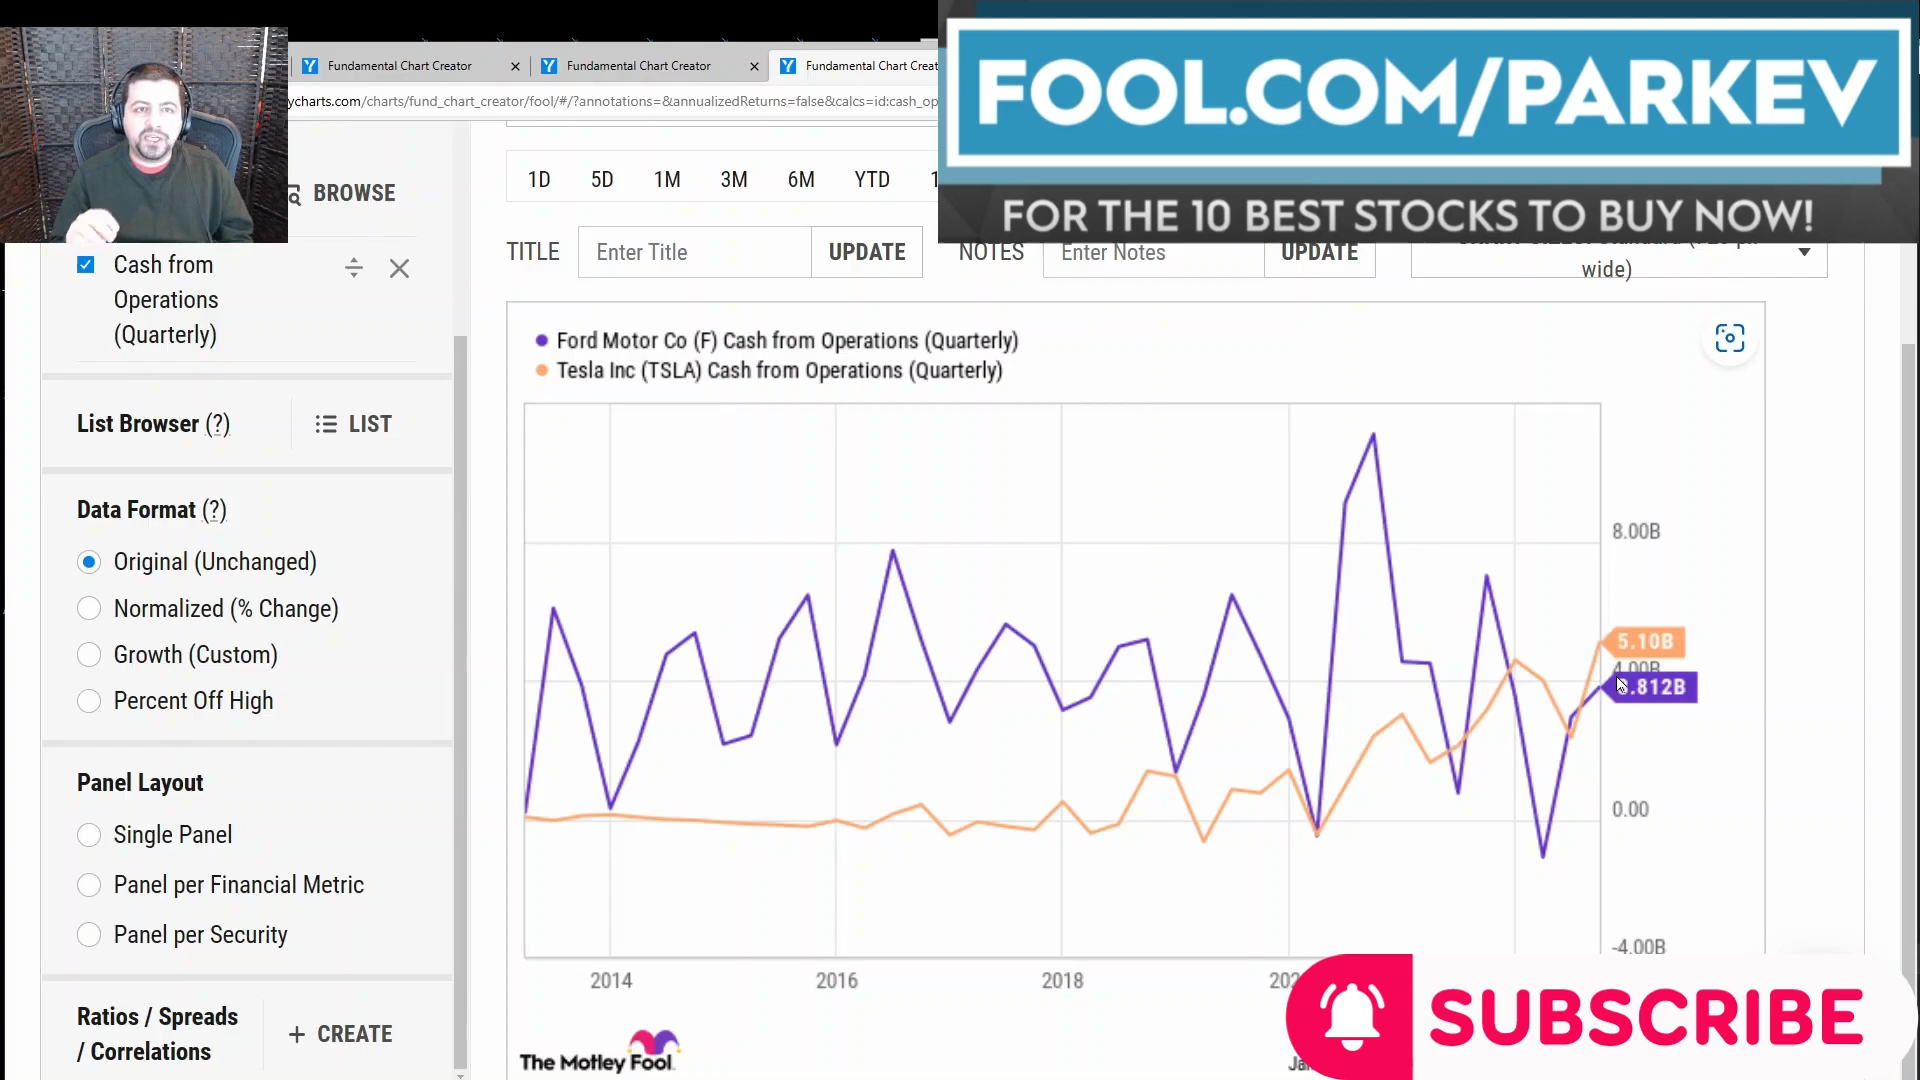 FOOL.COM/PARKEV
FOR THE 10 BEST STOCKS TO BUY NOW!
Fundamental Chart Creator
Fundamental Chart Creator
Fundamental Chart Creat
ycharts.com/charts/fund_chart_creator/fool/#/?annotations=&annualizedReturns=false&calcs=id:cash_op
BROWSE
1D 5D 1M 3M 6M YTD 1
TITLE Enter Title UPDATE NOTES Enter Notes UPDATE
wide)
Cash from
Operations
(Quarterly)
List Browser (?) LIST
Data Format (?)
Original (Unchanged)
Normalized (% Change)
Growth (Custom)
Percent Off High
Panel Layout
Single Panel
Panel per Financial Metric
Panel per Security
Ratios / Spreads
/ Correlations
+ CREATE
Ford Motor Co (F) Cash from Operations (Quarterly)
Tesla Inc (TSLA) Cash from Operations (Quarterly)
8.00B
5.10B
4.00B
.812B
0.00
-4.00B
2014 2016 2018 202
The Motley Fool
SUBSCRIBE